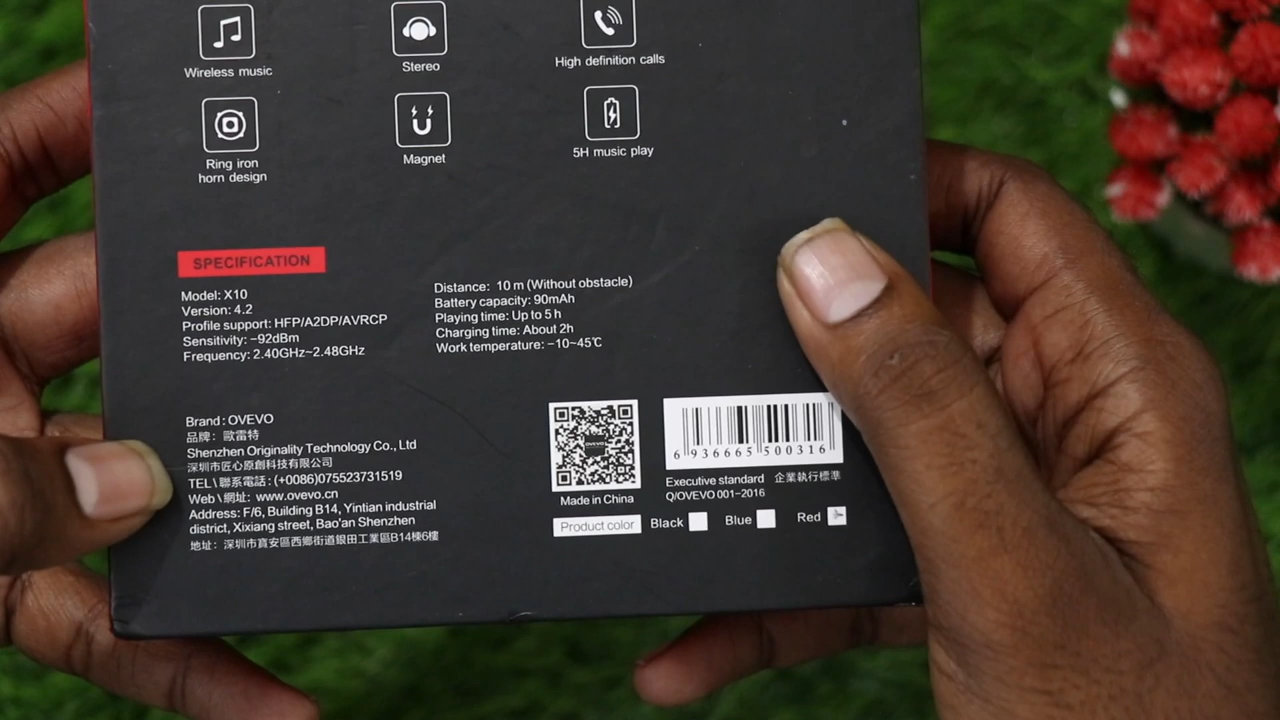 Wireless music
Stereo
High definition calls
Ring iron
horn design
Magnet
5H music play
SPECIFICATION
Model: X10
Version: 4.2
Profile support: HFP/A2DP/AVRCP
Sensitivity: −92dBm
Frequency: 2.40GHz~2.48GHz
Distance: 10 m (Without obstacle)
Battery capacity: 90mAh
Playing time: Up to 5 h
Charging time: About 2h
Work temperature: −10~45℃
Brand: OVEVO
品牌: 歐雷特
Shenzhen Originality Technology Co., Ltd
深圳市匠心原創科技有限公司
TEL\聯系電話: (+0086)075523731519
Web\網址: www.ovevo.cn
Address: F/6, Building B14, Yintian industrial
district, Xixiang street, Bao'an Shenzhen
地址: 深圳市寶安區西鄉街道銀田工業區B14棟6樓
OVEVO
Made in China
Product color
Black
Blue
Red
6 936665 500316
Executive standard 企業執行標準
Q/OVEVO 001−2016